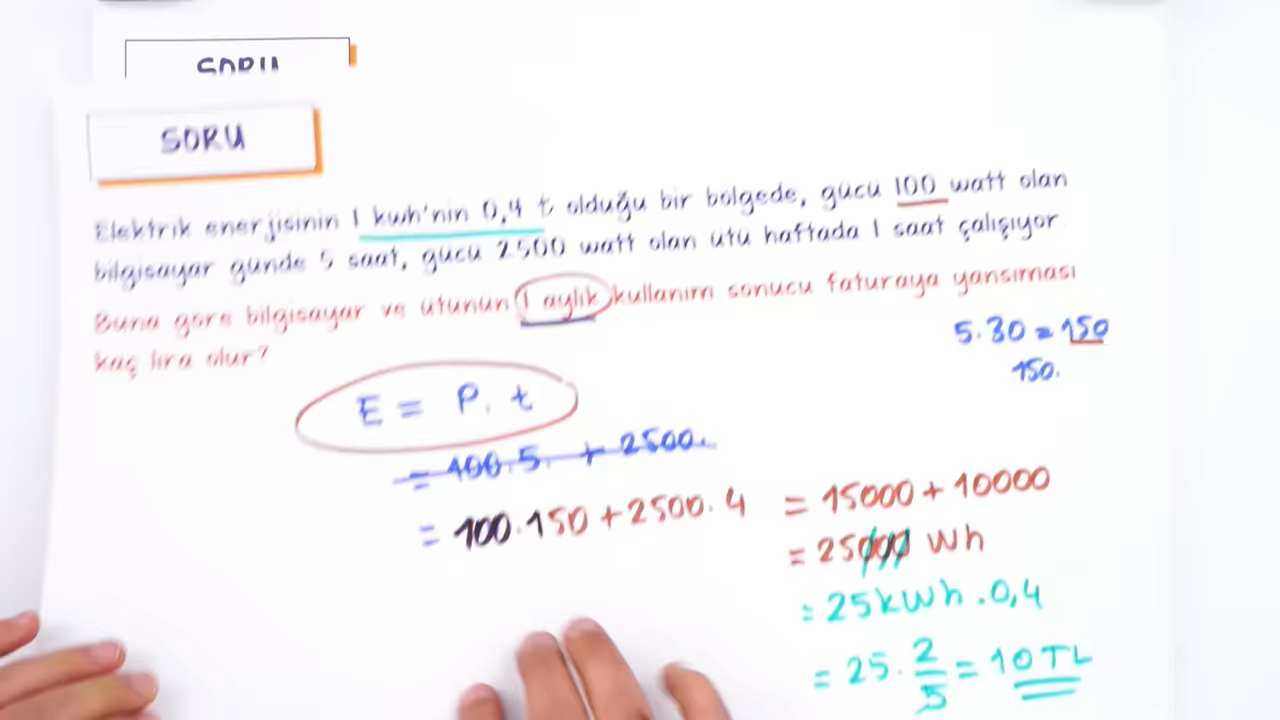 SORU
SORU
Elektrik enerjisinin 1 kwh'nin 0,4 ₺ olduğu bir bölgede, gücü 100 watt olan
bilgisayar günde 5 saat, gücü 2500 watt olan ütü haftada 1 saat çalışıyor.
Buna göre bilgisayar ve ütünün 1 aylık kullanım sonucu faturaya yansıması
kaç lira olur?
5.30 = 150
150.
E = P. t
= 100.5. + 2500.
= 100.150 + 2500. 4 = 15000 + 10000
= 25000 Wh
= 25kWh .0,4
= 25. 2/5 = 10 TL